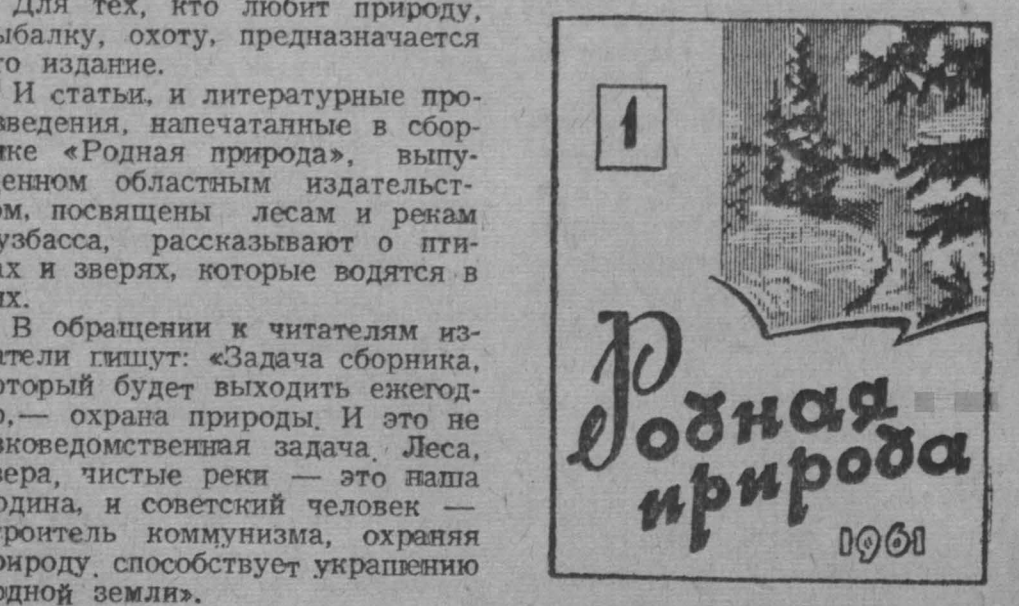 Для тех, кто любит природу,
ыбалку, охоту, предназначается
то издание.
И статьи, и литературные про-
зведения, напечатанные в сбор-
ике «Родная природа», выпу-
енном областным издательст-
ом, посвящены лесам и рекам
узбасса, рассказывают о пти-
ах и зверях, которые водятся в
их.
В обращении к читателям из-
атели пишут: «Задача сборника,
оторый будет выходить ежегод-
о,— охрана природы. И это не
зковедомственная задача. Леса,
зера, чистые реки — это наша
одина, и советский человек —
троитель коммунизма, охраняя
рироду, способствует украшению
одной земли».
1
Родная
природа
1961